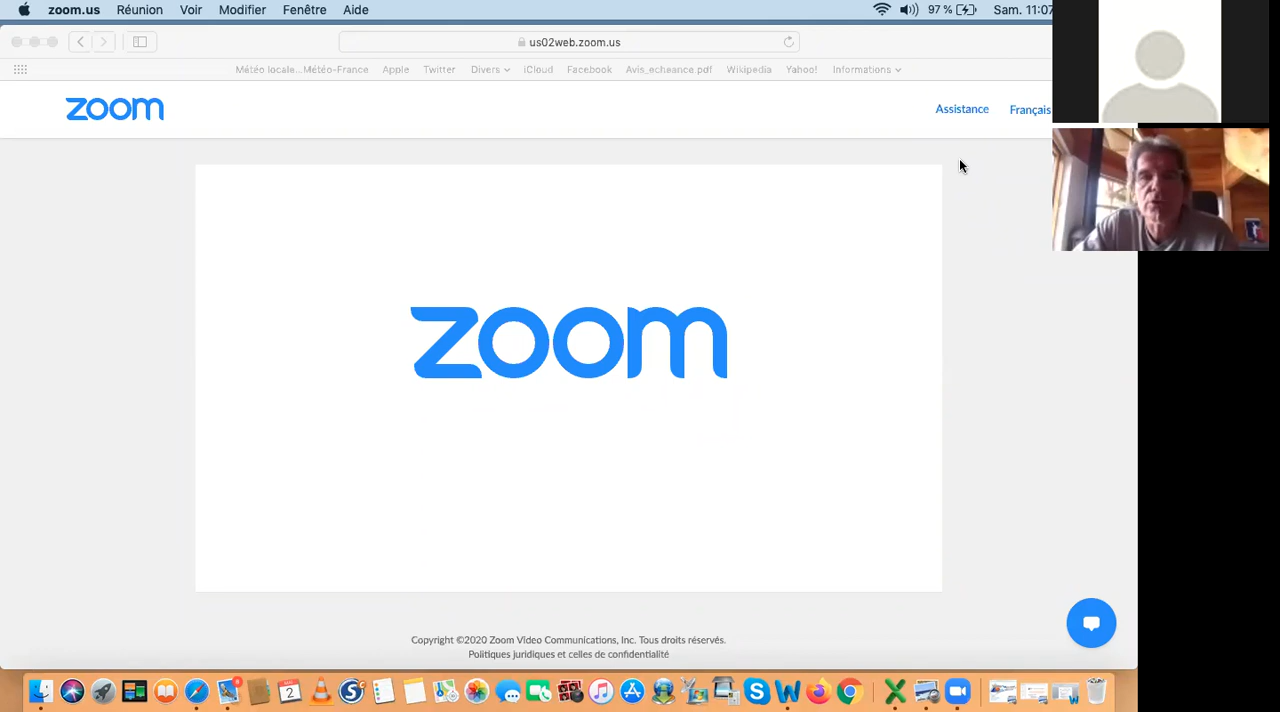 zoom.us Réunion Voir Modifier Fenêtre Aide 97 % Sam. 11:07
us02web.zoom.us
Météo locale...Météo-France Apple Twitter Divers iCloud Facebook Avis_echeance.pdf Wikipedia Yahoo! Informations
zoom Assistance Français
zoom
Copyright ©2020 Zoom Video Communications, Inc. Tous droits réservés.
Politiques juridiques et celles de confidentialité
2